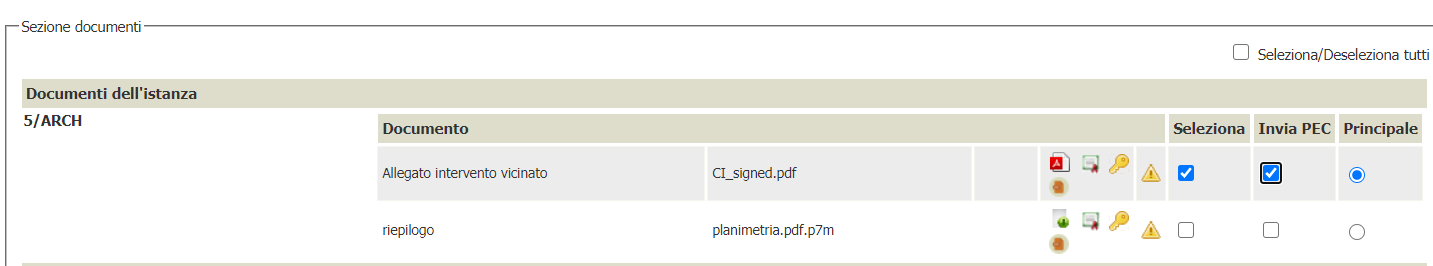 Sezione documenti
Seleziona/Deseleziona tutti
Documenti dell'istanza
5/ARCH
Documento Seleziona Invia PEC Principale
Allegato intervento vicinato CI_signed.pdf
riepilogo planimetria.pdf.p7m